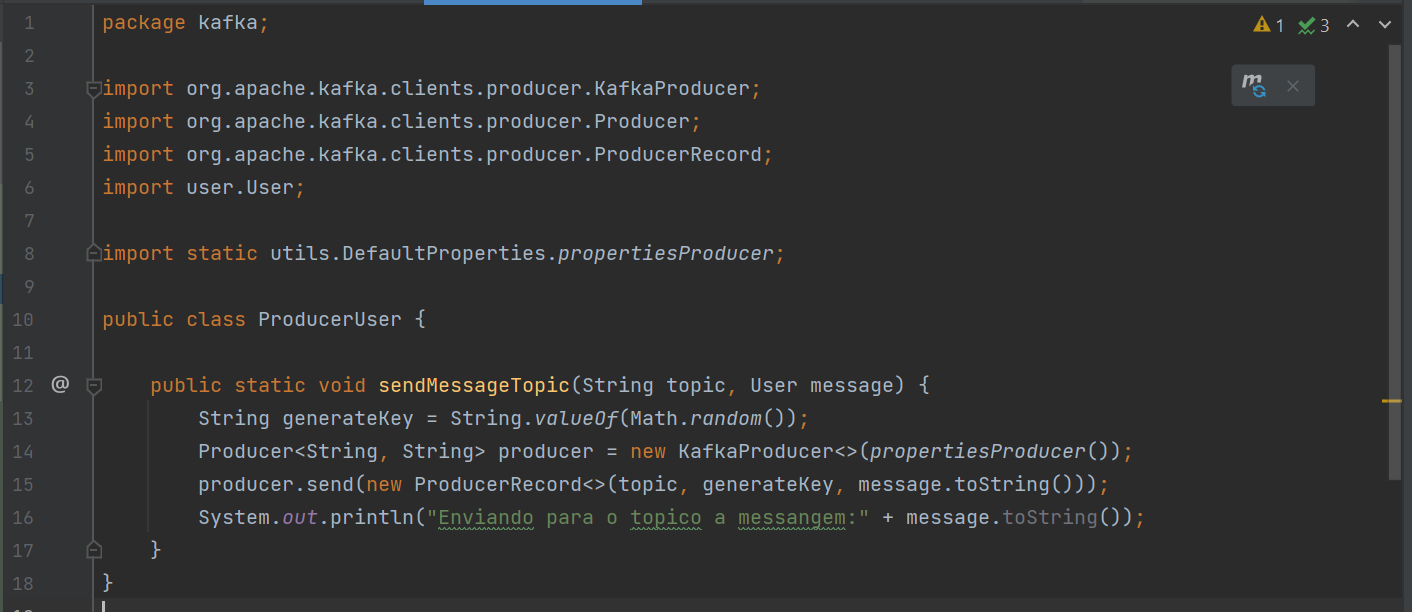 1 package kafka;
2
3 import org.apache.kafka.clients.producer.KafkaProducer;
4 import org.apache.kafka.clients.producer.Producer;
5 import org.apache.kafka.clients.producer.ProducerRecord;
6 import user.User;
7
8 import static utils.DefaultProperties.propertiesProducer;
9
10 public class ProducerUser {
11
12 @ public static void sendMessageTopic(String topic, User message) {
13 String generateKey = String.valueOf(Math.random());
14 Producer<String, String> producer = new KafkaProducer<>(propertiesProducer());
15 producer.send(new ProducerRecord<>(topic, generateKey, message.toString()));
16 System.out.println("Enviando para o topico a messangem:" + message.toString());
17 }
18 }
1 3
m